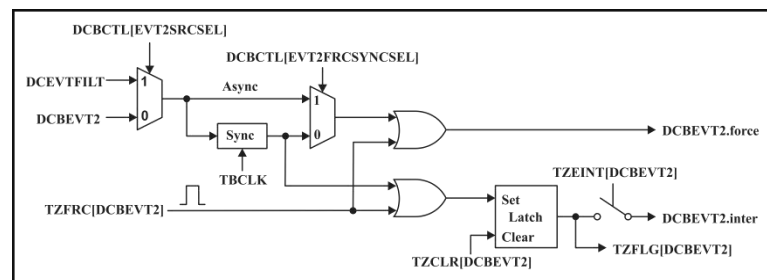 DCBCTL[EVT2SRCSEL]
DCBCTL[EVT2FRCSYNCSEL]
DCEVTFILT
1
Async
1
DCBEVT2
0
Sync
0
DCBEVT2.force
TBCLK
TZEINT[DCBEVT2]
TZFRC[DCBEVT2]
Set
Latch
DCBEVT2.inter
Clear
TZCLR[DCBEVT2]
TZFLG[DCBEVT2]